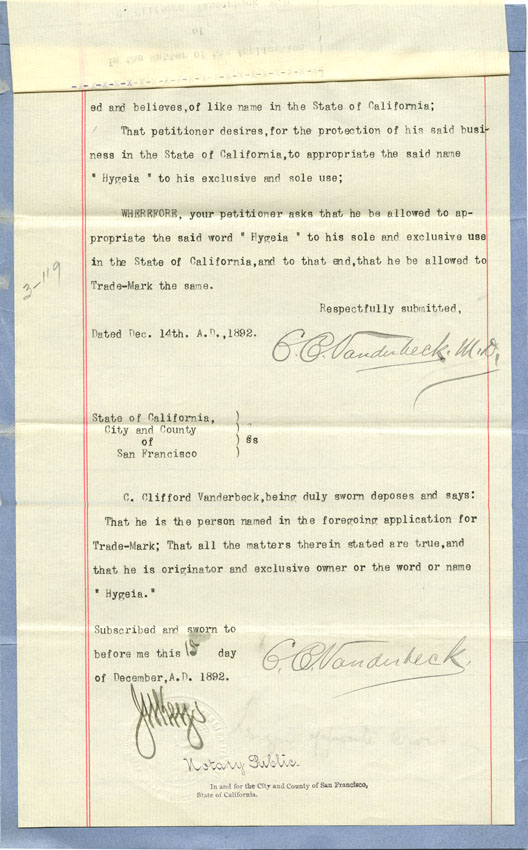 ed and believes,of like name in the State of California;
That petitioner desires,for the protection of his said busi-
ness in the State of California,to appropriate the said name
" Hygeia " to his exclusive and sole use;
WHEREFORE, your petitioner asks that he be allowed to ap-
propriate the said word " Hygeia " to his sole and exclusive use
in the State of California,and to that end,that he be allowed to
Trade-Mark the same.
3-119
Respectfully submitted,
Dated Dec. 14th. A.D.,1892.
C. C. Vanderbeck, M.D,
State of California, )
City and County )
of ) ss
San Francisco )
C. Clifford Vanderbeck,being duly sworn deposes and says:
That he is the person named in the foregoing application for
Trade-Mark; That all the matters therein stated are true,and
that he is originator and exclusive owner or the word or name
" Hygeia."
Subscribed and sworn to
before me this 15 day
of December,A.D. 1892.
C. C. Vanderbeck.
Notary Public
In and for the City and County of San Francisco,
State of California.